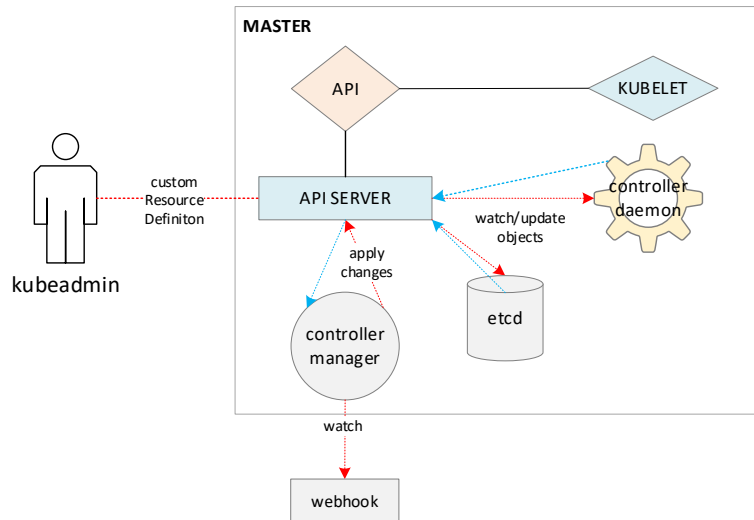 MASTER
API
KUBELET
custom
Resource
Definiton
API SERVER
controller
daemon
watch/update
objects
apply
changes
kubeadmin
etcd
controller
manager
watch
webhook